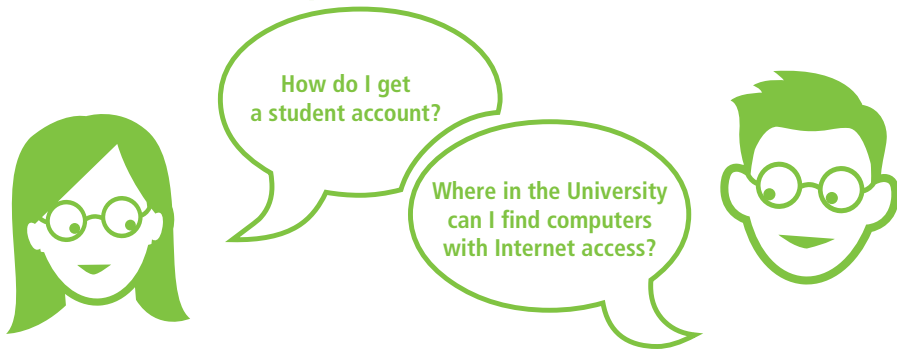 How do I get
a student account?
Where in the University
can I find computers
with Internet access?